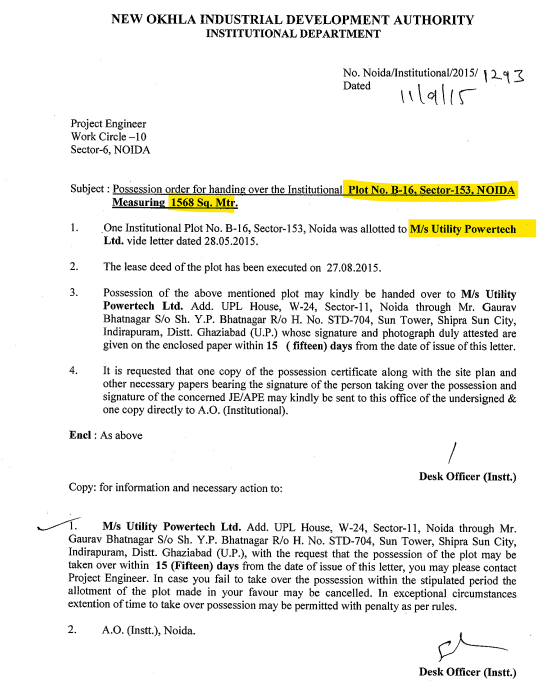 NEW OKHLA INDUSTRIAL DEVELOPMENT AUTHORITY
INSTITUTIONAL DEPARTMENT
No. Noida/Institutional/2015/ 1293
Dated 11/9/15
Project Engineer
Work Circle –10
Sector-6, NOIDA
Subject : Possession order for handing over the Institutional Plot No. B-16, Sector-153, NOIDA
Measuring 1568 Sq. Mtr.
1. One Institutional Plot No. B-16, Sector-153, Noida was allotted to M/s Utility Powertech
Ltd. vide letter dated 28.05.2015.
2. The lease deed of the plot has been executed on 27.08.2015.
3. Possession of the above mentioned plot may kindly be handed over to M/s Utility
Powertech Ltd. Add. UPL House, W-24, Sector-11, Noida through Mr. Gaurav
Bhatnagar S/o Sh. Y.P. Bhatnagar R/o H. No. STD-704, Sun Tower, Shipra Sun City,
Indirapuram, Distt. Ghaziabad (U.P.) whose signature and photograph duly attested are
given on the enclosed paper within 15 ( fifteen) days from the date of issue of this letter.
4. It is requested that one copy of the possession certificate along with the site plan and
other necessary papers bearing the signature of the person taking over the possession and
signature of the concerned JE/APE may kindly be sent to this office of the undersigned &
one copy directly to A.O. (Institutional).
Encl : As above
Desk Officer (Instt.)
Copy: for information and necessary action to:
1. M/s Utility Powertech Ltd. Add. UPL House, W-24, Sector-11, Noida through Mr.
Gaurav Bhatnagar S/o Sh. Y.P. Bhatnagar R/o H. No. STD-704, Sun Tower, Shipra Sun City,
Indirapuram, Distt. Ghaziabad (U.P.), with the request that the possession of the plot may be
taken over within 15 (Fifteen) days from the date of issue of this letter, you may please contact
Project Engineer. In case you fail to take over the possession within the stipulated period the
allotment of the plot made in your favour may be cancelled. In exceptional circumstances
extention of time to take over possession may be permitted with penalty as per rules.
2. A.O. (Instt.), Noida.
Desk Officer (Instt.)